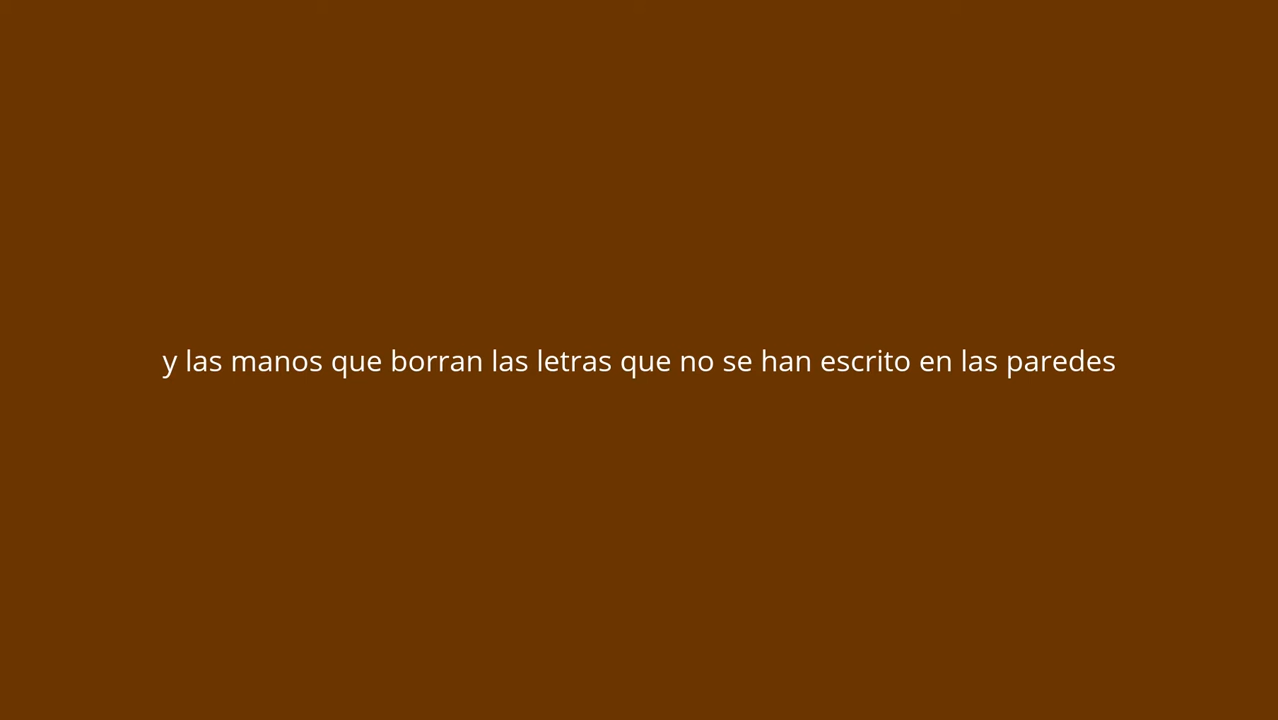 y las manos que borran las letras que no se han escrito en las paredes